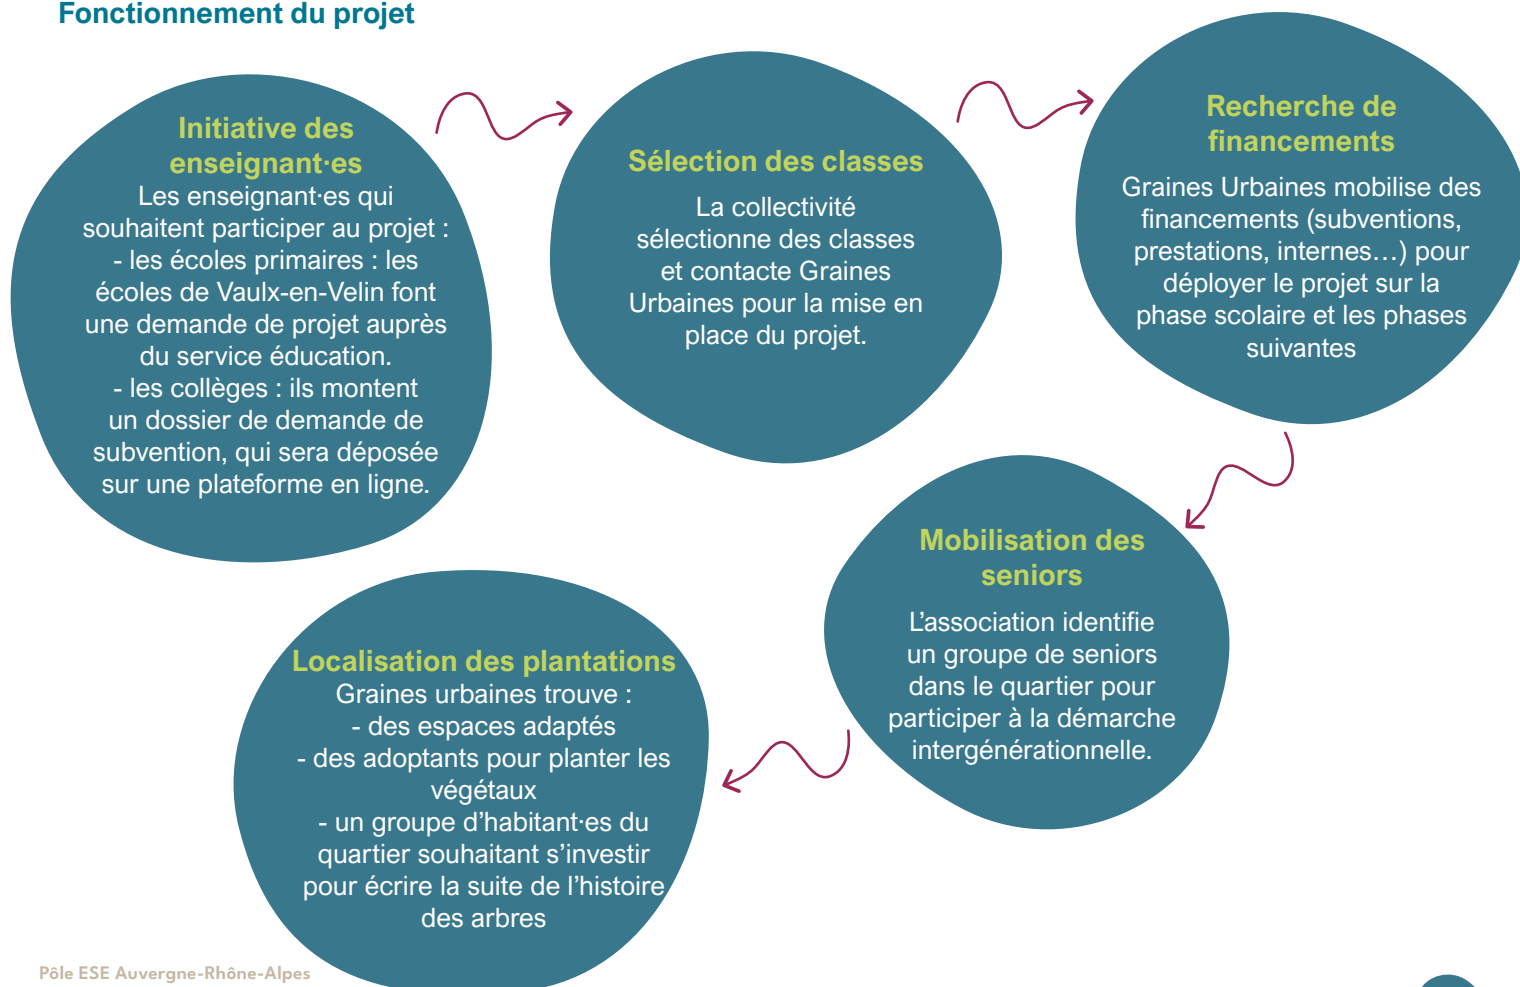 Fonctionnement du projet
Initiative des
enseignant·es
Les enseignant·es qui
souhaitent participer au projet :
- les écoles primaires : les
écoles de Vaulx-en-Velin font
une demande de projet auprès
du service éducation.
- les collèges : ils montent
un dossier de demande de
subvention, qui sera déposée
sur une plateforme en ligne.
Sélection des classes
La collectivité
sélectionne des classes
et contacte Graines
Urbaines pour la mise en
place du projet.
Recherche de
financements
Graines Urbaines mobilise des
financements (subventions,
prestations, internes…) pour
déployer le projet sur la
phase scolaire et les phases
suivantes
Mobilisation des
seniors
L’association identifie
un groupe de seniors
dans le quartier pour
participer à la démarche
intergénérationnelle.
Localisation des plantations
Graines urbaines trouve :
- des espaces adaptés
- des adoptants pour planter les
végétaux
- un groupe d’habitant·es du
quartier souhaitant s’investir
pour écrire la suite de l’histoire
des arbres
Pôle ESE Auvergne-Rhône-Alpes